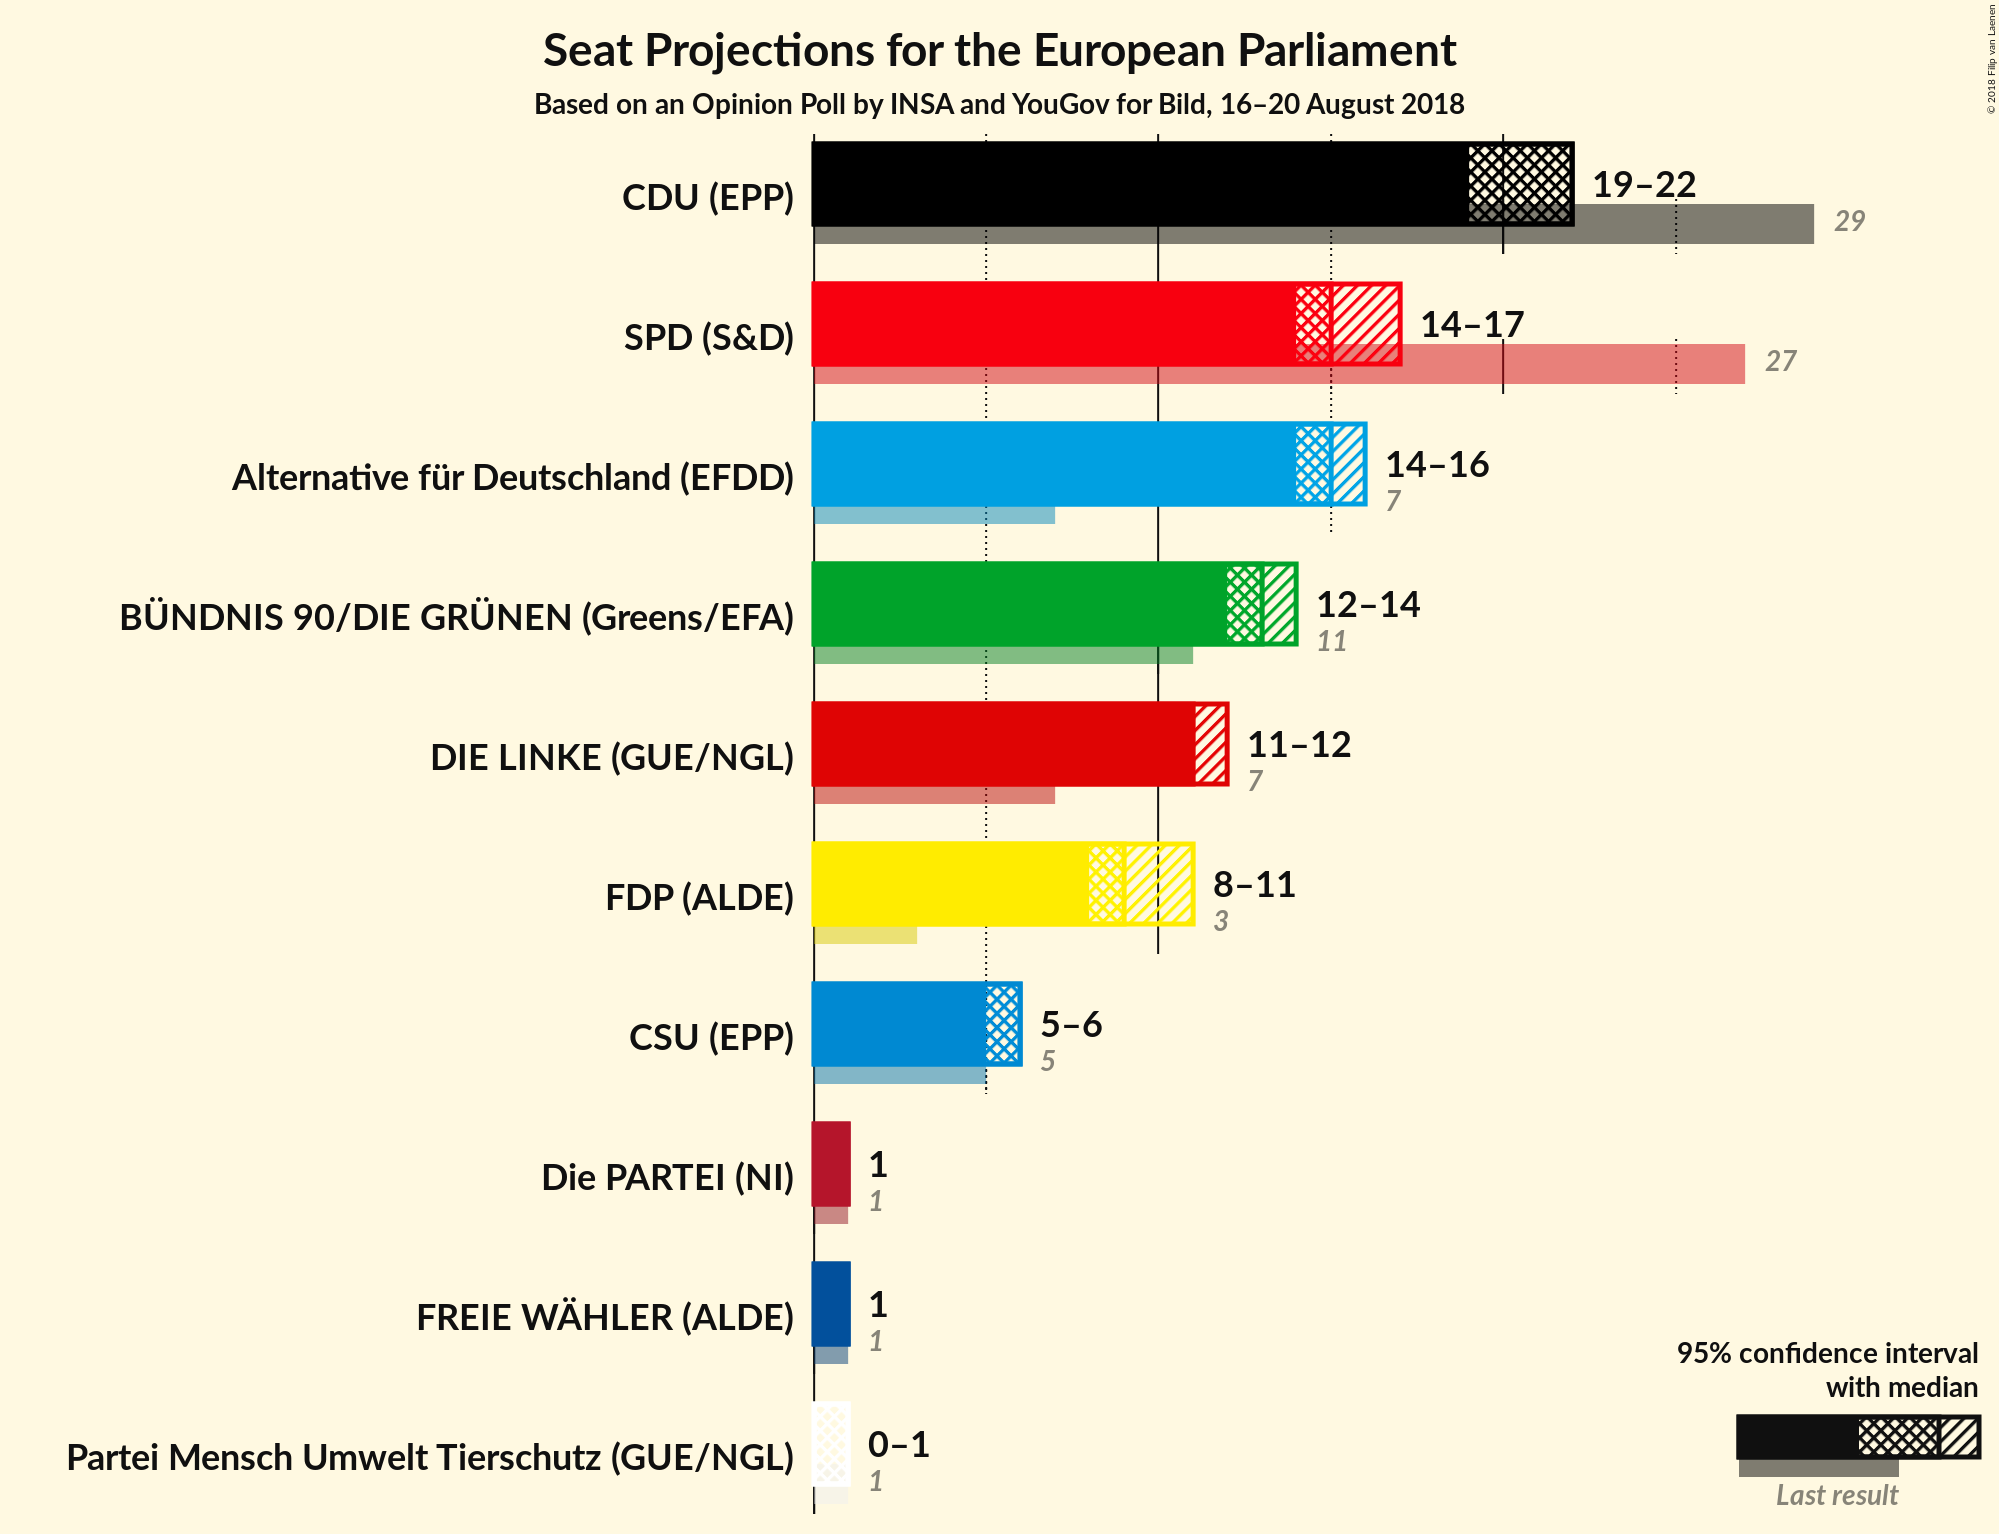 Seat Projections for the European Parliament
Based on an Opinion Poll by INSA and YouGov for Bild, 16–20 August 2018
© 2018 Filip van Laenen
CDU (EPP)
19–22
29
SPD (S&D)
14–17
27
Alternative für Deutschland (EFDD)
14–16
7
BÜNDNIS 90/DIE GRÜNEN (Greens/EFA)
12–14
11
DIE LINKE (GUE/NGL)
11–12
7
FDP (ALDE)
8–11
3
CSU (EPP)
5–6
5
Die PARTEI (NI)
1
1
FREIE WÄHLER (ALDE)
1
1
Partei Mensch Umwelt Tierschutz (GUE/NGL)
0–1
1
95% confidence interval
with median
Last result